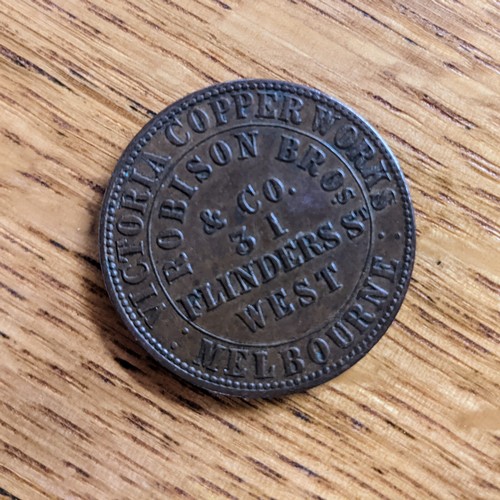 VICTORIA COPPER WORKS
: MELBOURNE :
ROBISON BROS.
& CO.
31
FLINDERS ST.
WEST